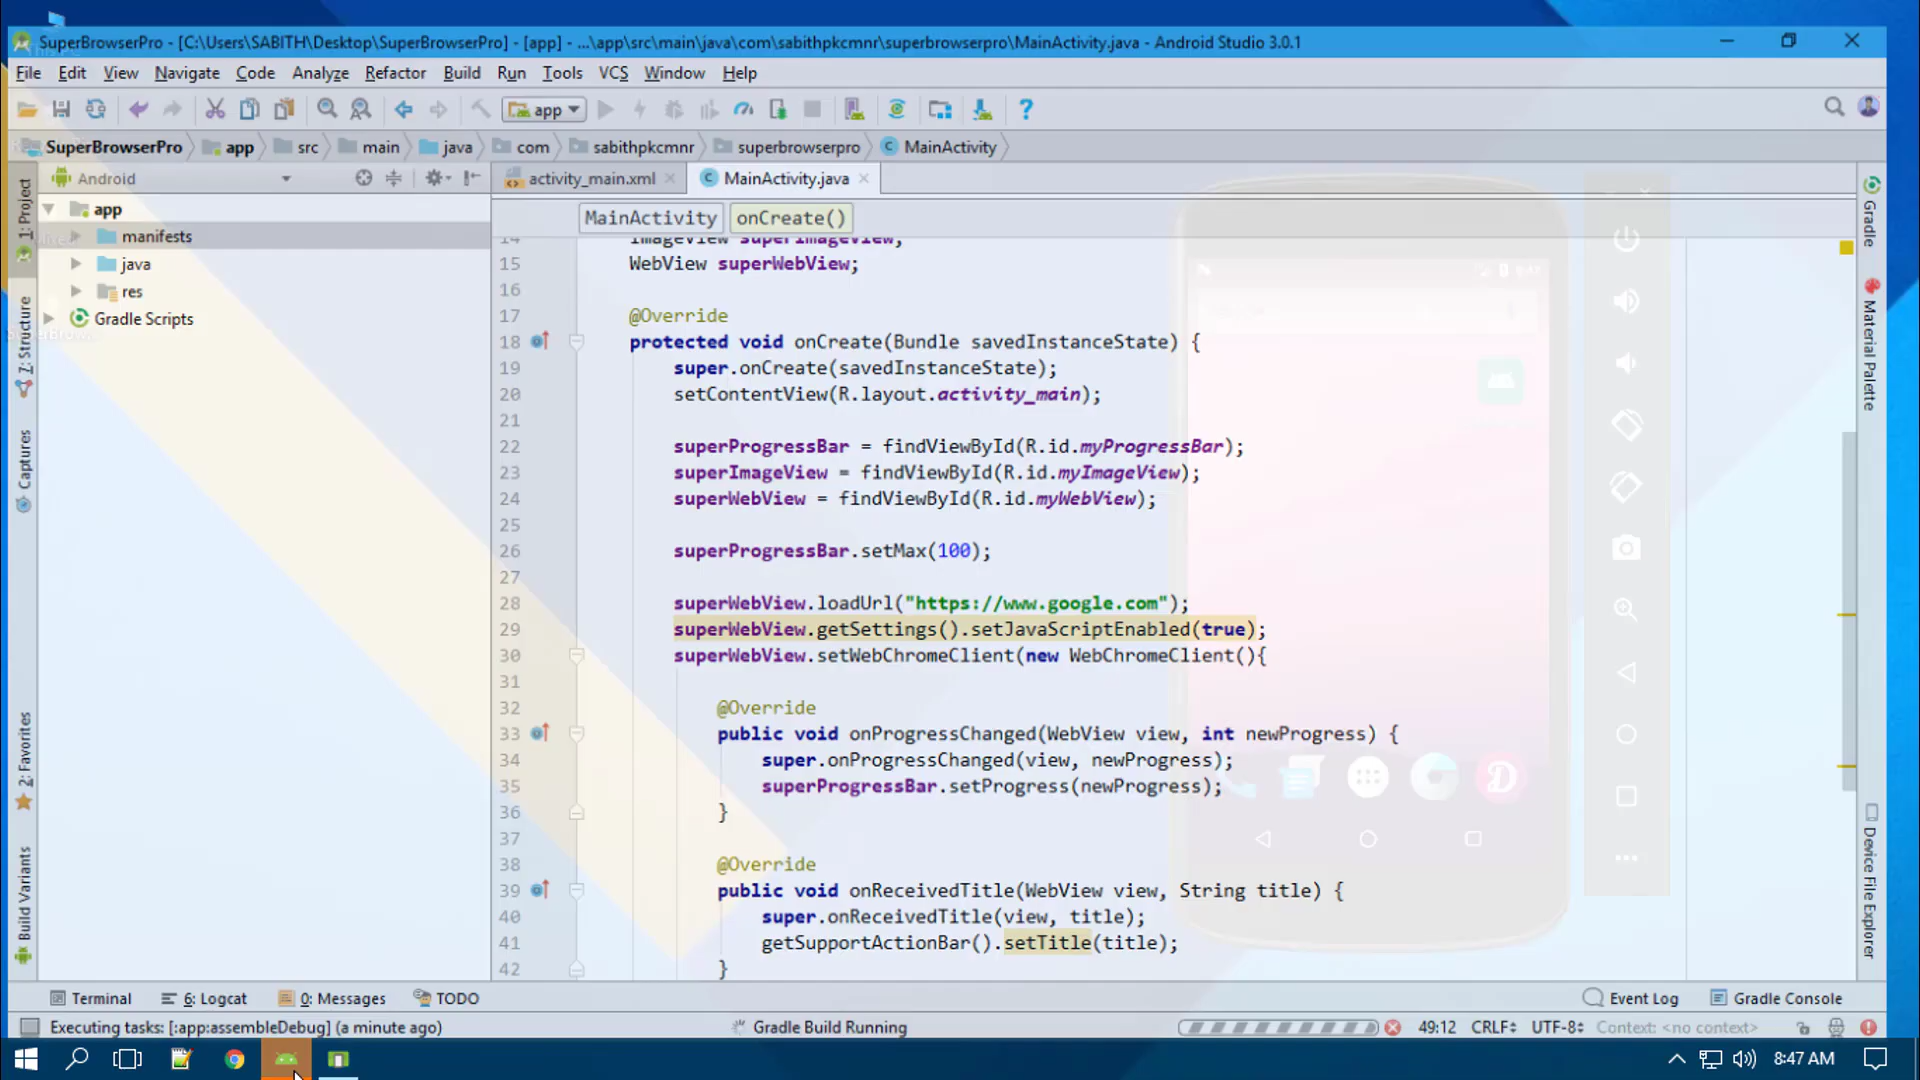 SuperBrowserPro - [C:\Users\SABITH\Desktop\SuperBrowserPro] - [app] - ...\app\src\main\java\com\sabithpkcmnr\superbrowserpro\MainActivity.java - Android Studio 3.0.1
File Edit View Navigate Code Analyze Refactor Build Run Tools VCS Window Help
app
SuperBrowserPro app src main java com sabithpkcmnr superbrowserpro MainActivity
Android
activity_main.xml MainActivity.java
MainActivity onCreate()
app
manifests
java
res
Gradle Scripts
1: Project
7: Structure
Captures
2: Favorites
Build Variants
14 ImageView superImageView;
15 WebView superWebView;
16
17 @Override
18 protected void onCreate(Bundle savedInstanceState) {
19 super.onCreate(savedInstanceState);
20 setContentView(R.layout.activity_main);
21
22 superProgressBar = findViewById(R.id.myProgressBar);
23 superImageView = findViewById(R.id.myImageView);
24 superWebView = findViewById(R.id.myWebView);
25
26 superProgressBar.setMax(100);
27
28 superWebView.loadUrl("https://www.google.com");
29 superWebView.getSettings().setJavaScriptEnabled(true);
30 superWebView.setWebChromeClient(new WebChromeClient(){
31
32 @Override
33 public void onProgressChanged(WebView view, int newProgress) {
34 super.onProgressChanged(view, newProgress);
35 superProgressBar.setProgress(newProgress);
36 }
37
38 @Override
39 public void onReceivedTitle(WebView view, String title) {
40 super.onReceivedTitle(view, title);
41 getSupportActionBar().setTitle(title);
42 }
Gradle
Material Palette
Device File Explorer
Terminal 6: Logcat 0: Messages TODO Event Log Gradle Console
Executing tasks: [:app:assembleDebug] (a minute ago) Gradle Build Running 49:12 CRLF UTF-8 Context: <no context>
8:47 AM